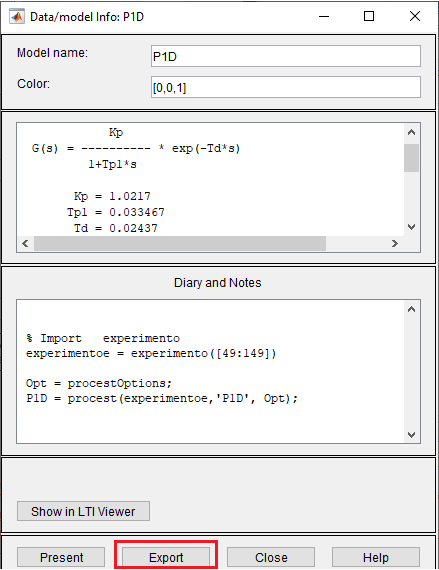 Data/model Info: P1D
Model name:
P1D
Color:
[0,0,1]
Kp
G(s) = ---------- * exp(-Td*s)
1+Tp1*s
Kp = 1.0217
Tp1 = 0.033467
Td = 0.02437
Diary and Notes
% Import   experimento
experimentoe = experimento([49:149])
Opt = procestOptions;
P1D = procest(experimentoe,'P1D', Opt);
Show in LTI Viewer
Present
Export
Close
Help